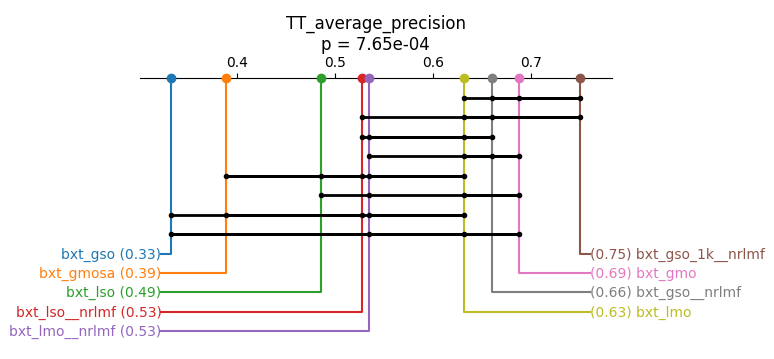 TT_average_precision
p = 7.65e-04
0.4 0.5 0.6 0.7
bxt_gso (0.33) (0.75) bxt_gso_1k__nrlmf
bxt_gmosa (0.39) (0.69) bxt_gmo
bxt_lso (0.49) (0.66) bxt_gso__nrlmf
bxt_lso__nrlmf (0.53) (0.63) bxt_lmo
bxt_lmo__nrlmf (0.53)